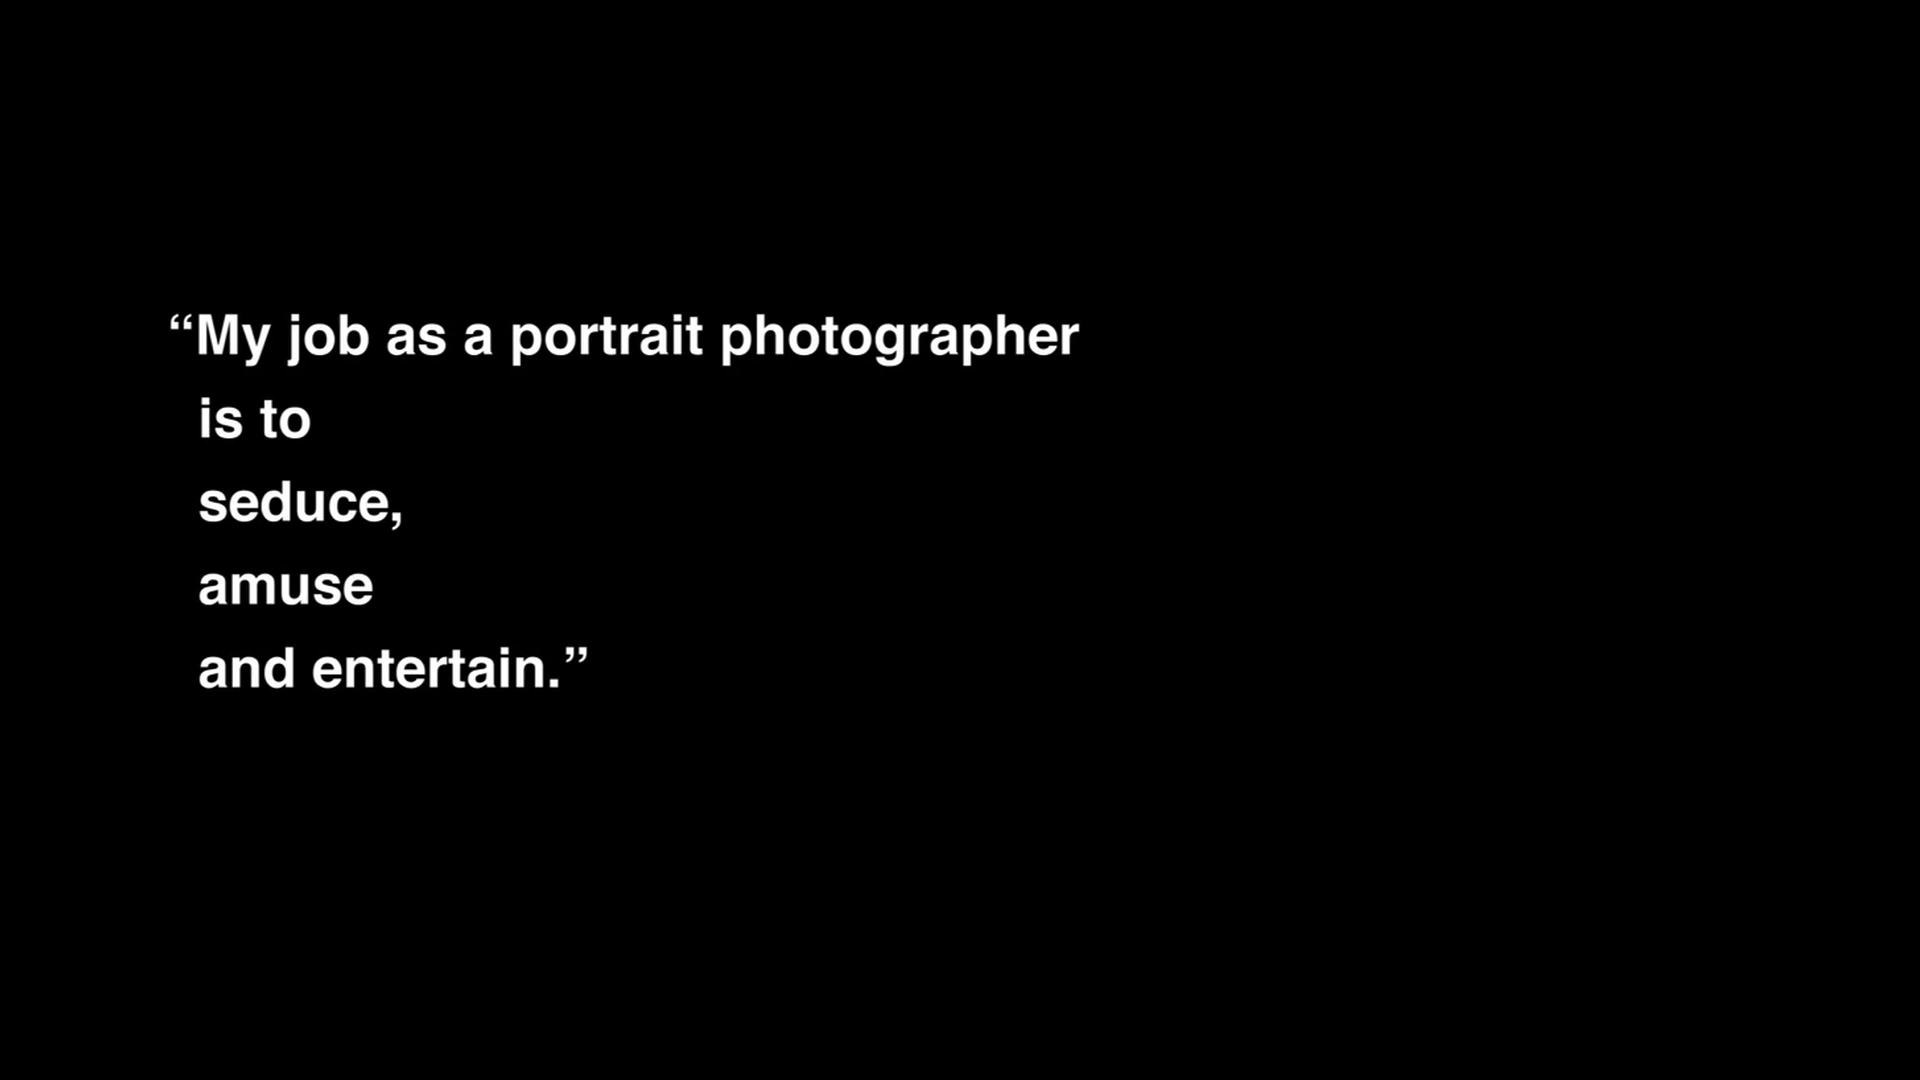 “My job as a portrait photographer
is to
seduce,
amuse
and entertain.”